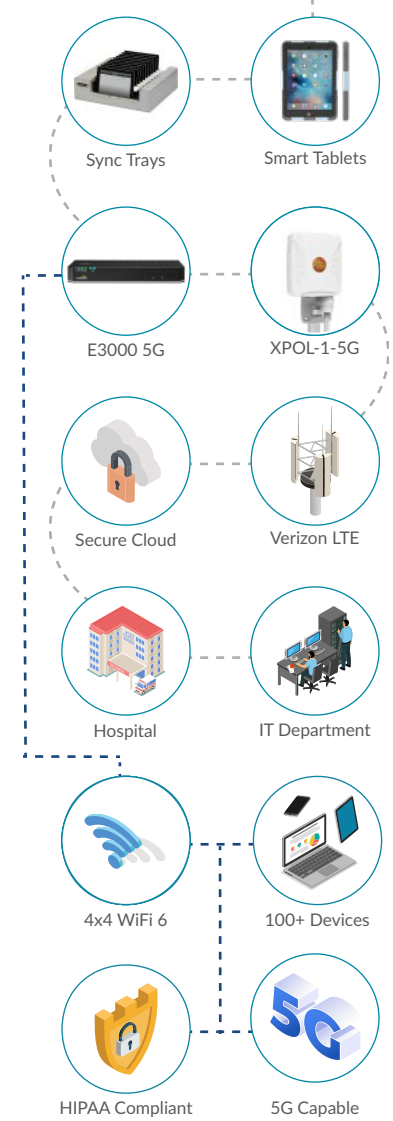 Sync Trays
Smart Tablets
E3000 5G
XPOL-1-5G
Secure Cloud
Verizon LTE
Hospital
IT Department
4x4 WiFi 6
100+ Devices
5G
HIPAA Compliant
5G Capable